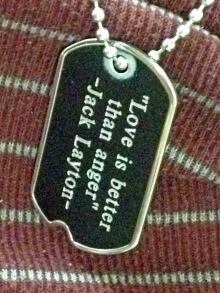 "Love is better
than anger"
-Jack Layton-